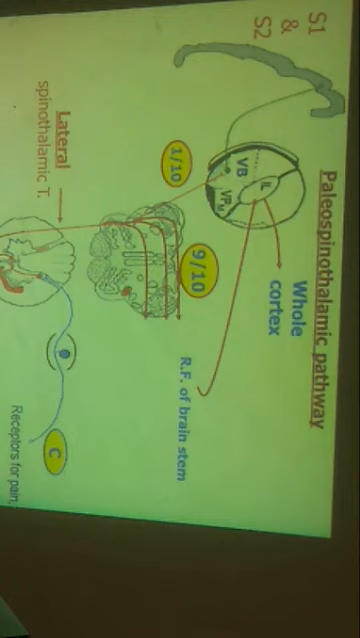 Paleospinothalamic pathway
S1
&
S2
Whole
cortex
IL
VB
VPM
1/10
9/10
R.F. of brain stem
Lateral
spinothalamic T.
C
Receptors for pain,